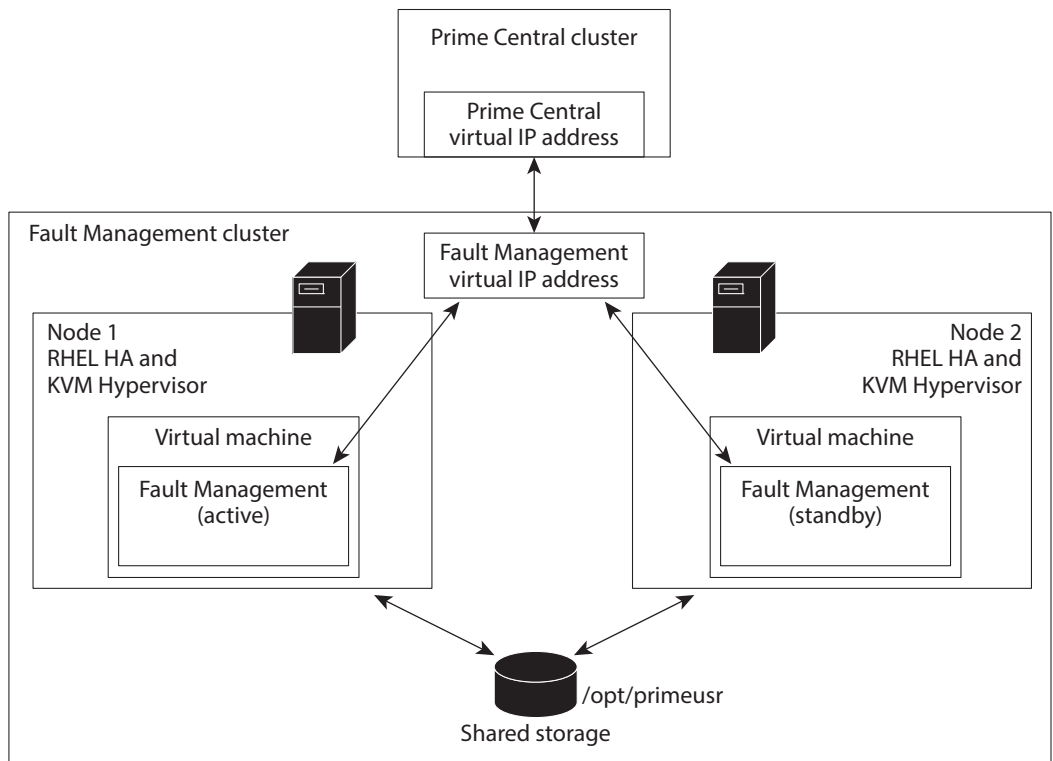 Prime Central cluster
Prime Central
virtual IP address
Fault Management cluster
Fault Management
virtual IP address
Node 1
RHEL HA and
KVM Hypervisor
Virtual machine
Fault Management
(active)
Node 2
RHEL HA and
KVM Hypervisor
Virtual machine
Fault Management
(standby)
/opt/primeusr
Shared storage